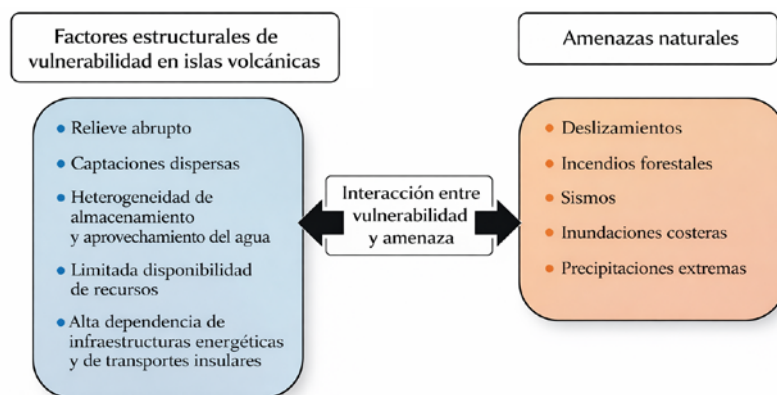 Factores estructurales de
vulnerabilidad en islas volcánicas
Relieve abrupto
Captaciones dispersas
Heterogeneidad de
almacenamiento
y aprovechamiento del agua
Limitada disponibilidad
de recursos
Alta dependencia de
infraestructuras energéticas
y de transportes insulares
Interacción entre
vulnerabilidad
y amenaza
Amenazas naturales
Deslizamientos
Incendios forestales
Sismos
Inundaciones costeras
Precipitaciones extremas